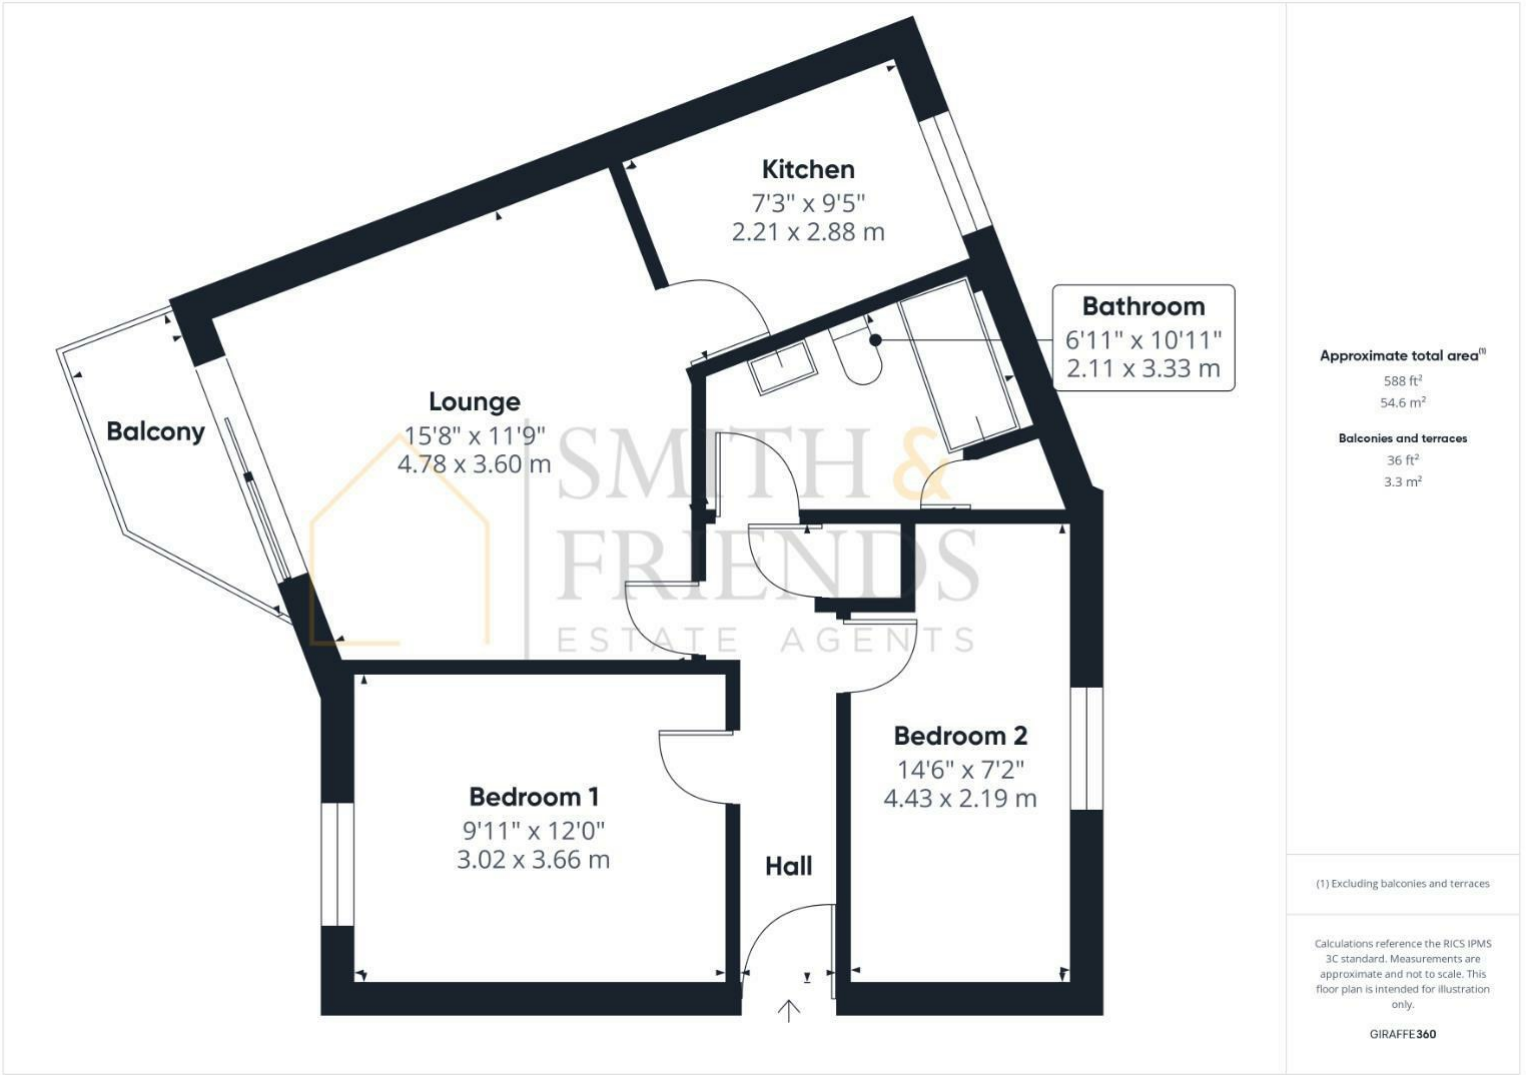 Kitchen
7'3" x 9'5"
2.21 x 2.88 m
Bathroom
6'11" x 10'11"
2.11 x 3.33 m
Lounge
15'8" x 11'9"
4.78 x 3.60 m
Balcony
SMITH &
FRIENDS
ESTATE AGENTS
Bedroom 1
9'11" x 12'0"
3.02 x 3.66 m
Bedroom 2
14'6" x 7'2"
4.43 x 2.19 m
Hall
Approximate total area(1)
588 ft²
54.6 m²
Balconies and terraces
36 ft²
3.3 m²
(1) Excluding balconies and terraces
Calculations reference the RICS IPMS
3C standard. Measurements are
approximate and not to scale. This
floor plan is intended for illustration
only.
GIRAFFE360